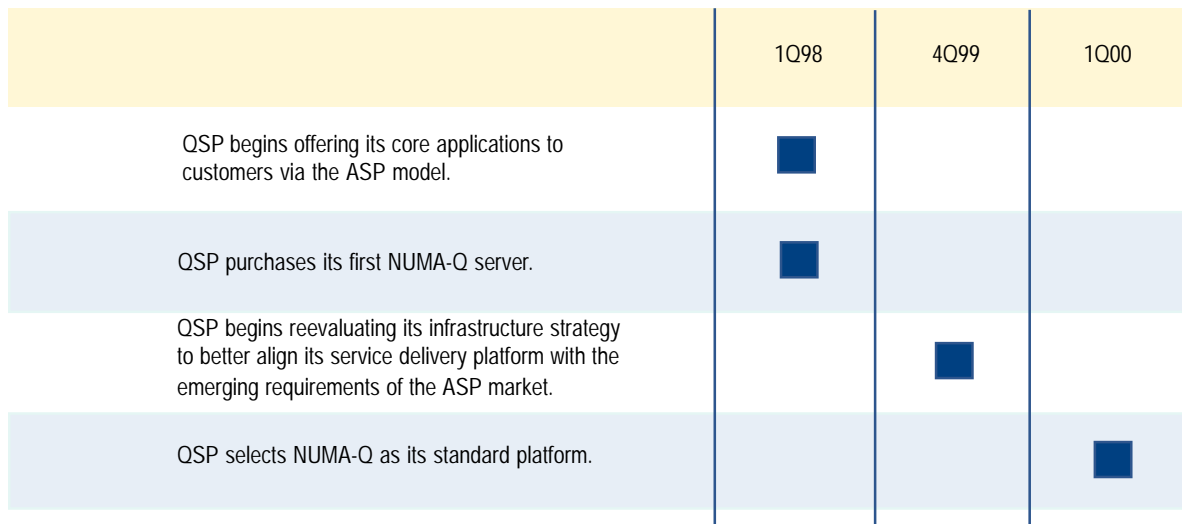 1Q98 4Q99 1Q00
QSP begins offering its core applications to
customers via the ASP model.
QSP purchases its first NUMA-Q server.
QSP begins reevaluating its infrastructure strategy
to better align its service delivery platform with the
emerging requirements of the ASP market.
QSP selects NUMA-Q as its standard platform.